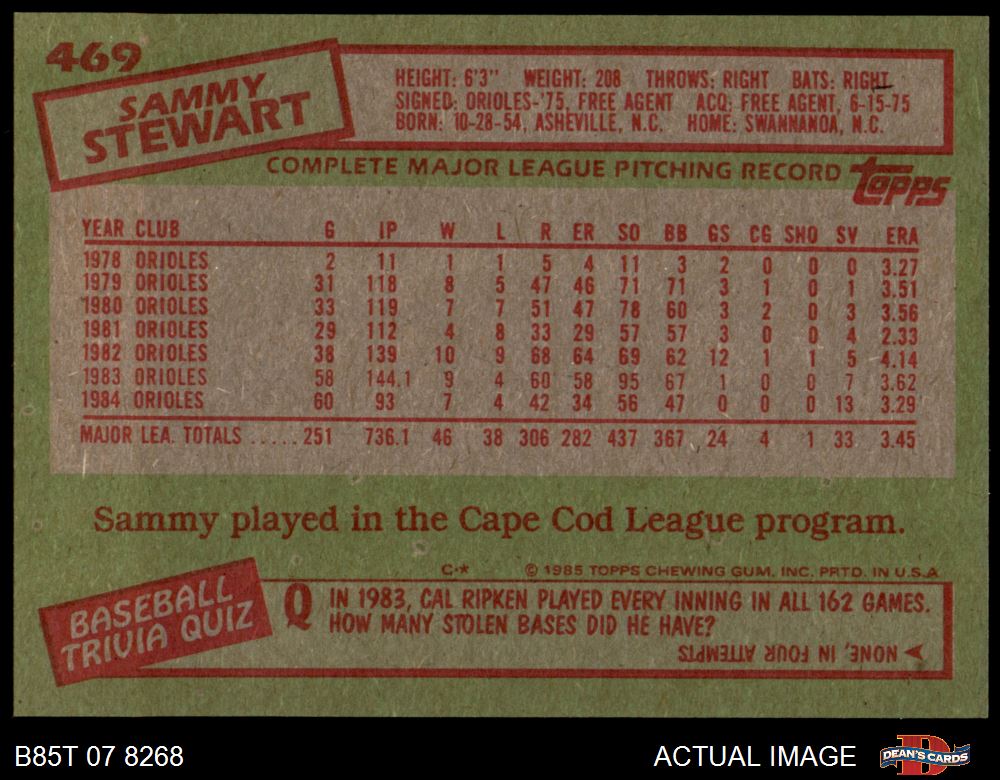 469
SAMMY
STEWART
HEIGHT: 6'3" WEIGHT: 208 THROWS: RIGHT BATS: RIGHT
SIGNED: ORIOLES-'75, FREE AGENT ACQ: FREE AGENT, 6-15-75
BORN: 10-28-54, ASHEVILLE, N.C. HOME: SWANNANOA, N.C.
COMPLETE MAJOR LEAGUE PITCHING RECORD topps
YEAR CLUB G IP W L R ER SO BB GS CG SHO SV ERA
1978 ORIOLES 2 11 1 1 5 4 11 3 2 0 0 0 3.27
1979 ORIOLES 31 118 8 5 47 46 71 71 3 1 0 1 3.51
1980 ORIOLES 33 119 7 7 51 47 78 60 3 2 0 3 3.56
1981 ORIOLES 29 112 4 8 33 29 57 57 3 0 0 4 2.33
1982 ORIOLES 38 139 10 9 68 64 69 62 12 1 1 5 4.14
1983 ORIOLES 58 144.1 9 4 60 58 95 67 1 0 0 7 3.62
1984 ORIOLES 60 93 7 4 42 34 56 47 0 0 0 13 3.29
MAJOR LEA. TOTALS ..... 251 736.1 46 38 306 282 437 367 24 4 1 33 3.45
Sammy played in the Cape Cod League program.
C★ © 1985 TOPPS CHEWING GUM, INC. PRTD. IN U.S.A
BASEBALL
TRIVIA QUIZ
Q IN 1983, CAL RIPKEN PLAYED EVERY INNING IN ALL 162 GAMES.
HOW MANY STOLEN BASES DID HE HAVE?
NONE, IN FOUR ATTEMPTS
B85T 07 8268 ACTUAL IMAGE DEAN'S CARDS